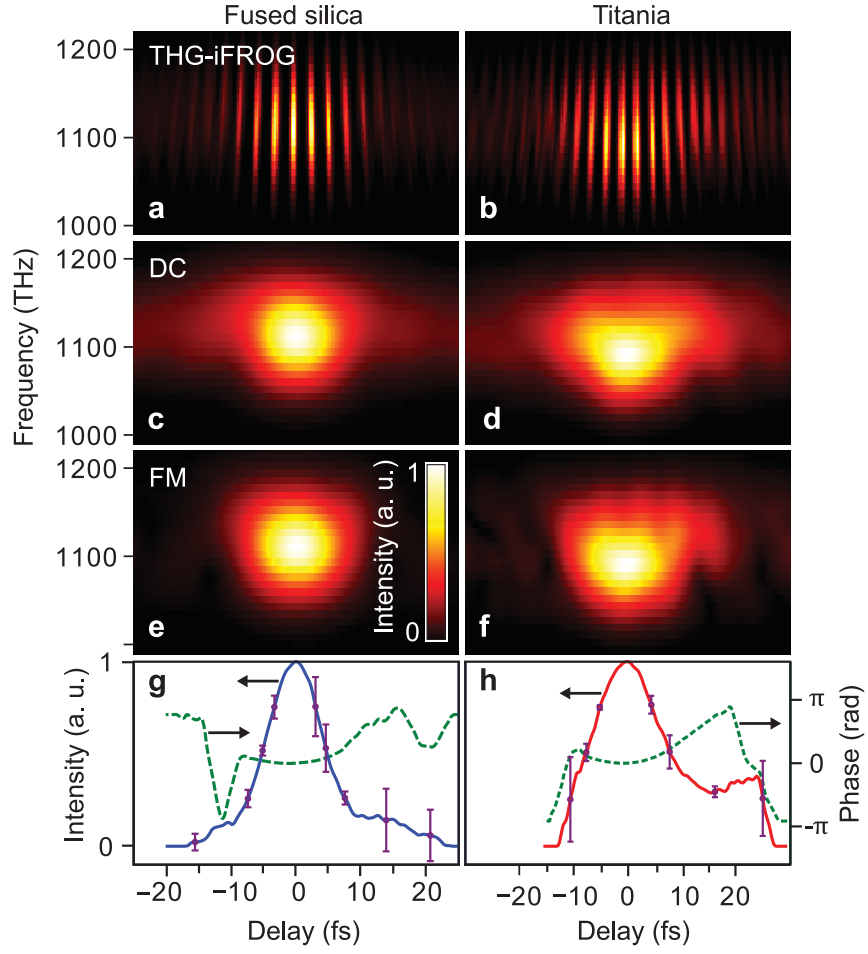 Fused silica Titania
THG-iFROG
1200
1100
1000
a b
DC
1200
1100
1000
c d
Frequency (THz)
FM
1200
1100
e f
Intensity (a. u.)
1
0
g h
1
0
Intensity (a. u.)
π
0
-π
Phase (rad)
−20 −10 0 10 20
−20 −10 0 10 20
Delay (fs) Delay (fs)